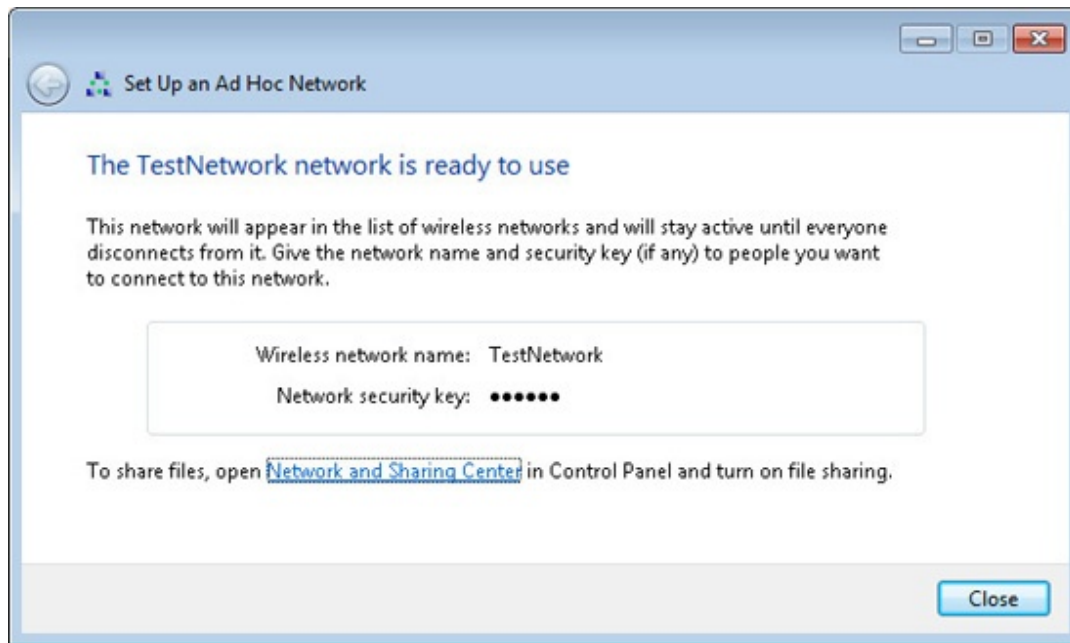 Set Up an Ad Hoc Network
The TestNetwork network is ready to use
This network will appear in the list of wireless networks and will stay active until everyone
disconnects from it. Give the network name and security key (if any) to people you want
to connect to this network.
Wireless network name: TestNetwork
Network security key: ••••••
To share files, open Network and Sharing Center in Control Panel and turn on file sharing.
Close